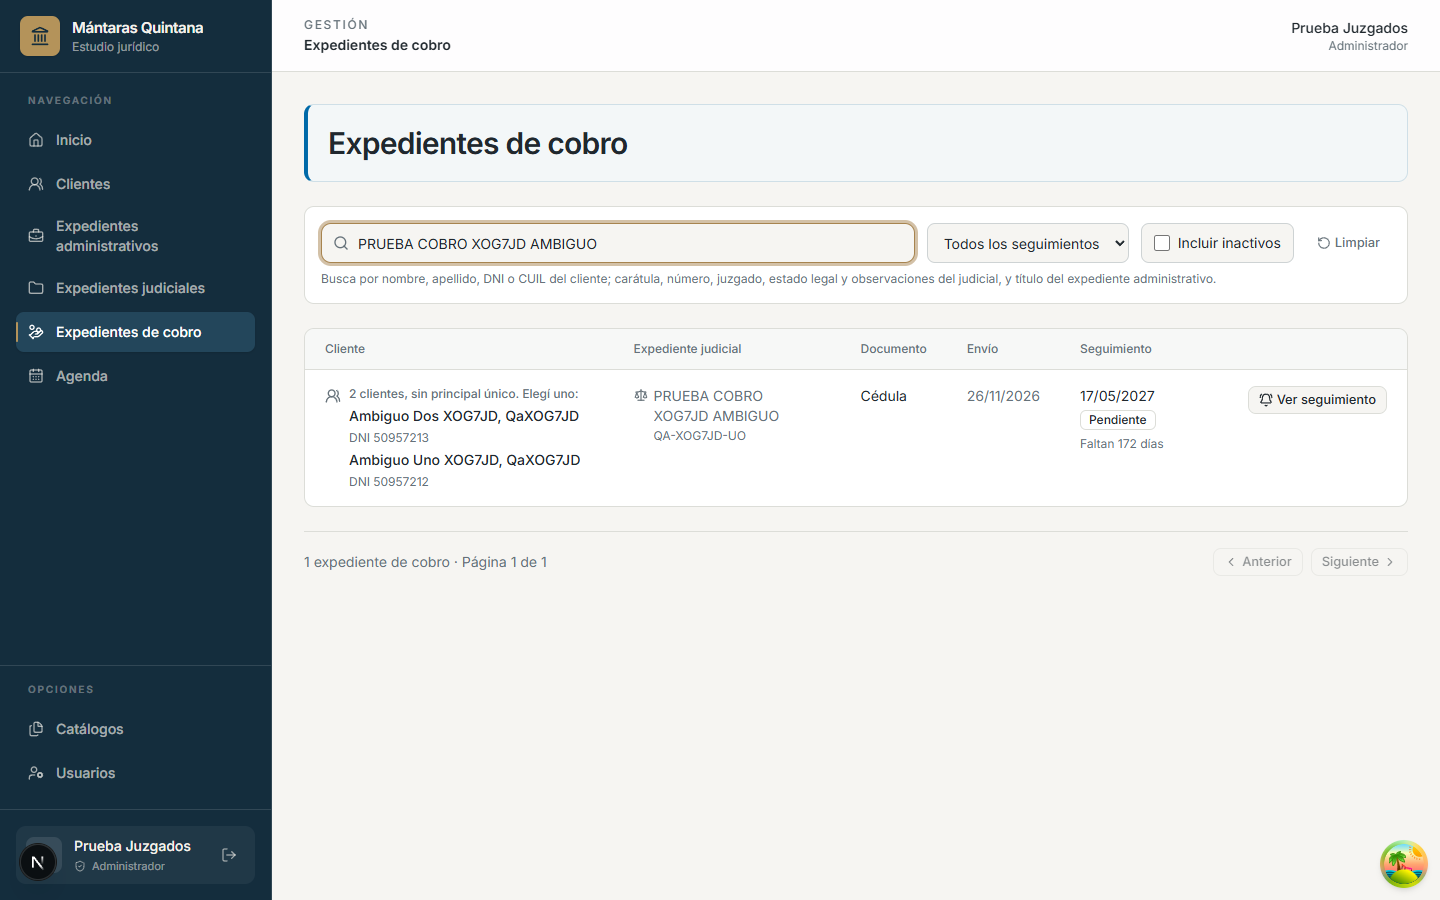 Mántaras Quintana
Estudio jurídico
NAVEGACIÓN
Inicio
Clientes
Expedientes
administrativos
Expedientes judiciales
Expedientes de cobro
Agenda
OPCIONES
Catálogos
Usuarios
N
Prueba Juzgados
Administrador
GESTIÓN
Expedientes de cobro
Prueba Juzgados
Administrador
Expedientes de cobro
PRUEBA COBRO XOG7JD AMBIGUO
Todos los seguimientos
Incluir inactivos
Limpiar
Busca por nombre, apellido, DNI o CUIL del cliente; carátula, número, juzgado, estado legal y observaciones del judicial, y título del expediente administrativo.
Cliente
Expediente judicial
Documento
Envío
Seguimiento
2 clientes, sin principal único. Elegí uno:
Ambiguo Dos XOG7JD, QaXOG7JD
DNI 50957213
Ambiguo Uno XOG7JD, QaXOG7JD
DNI 50957212
PRUEBA COBRO
XOG7JD AMBIGUO
QA-XOG7JD-UO
Cédula
26/11/2026
17/05/2027
Pendiente
Faltan 172 días
Ver seguimiento
1 expediente de cobro · Página 1 de 1
Anterior
Siguiente